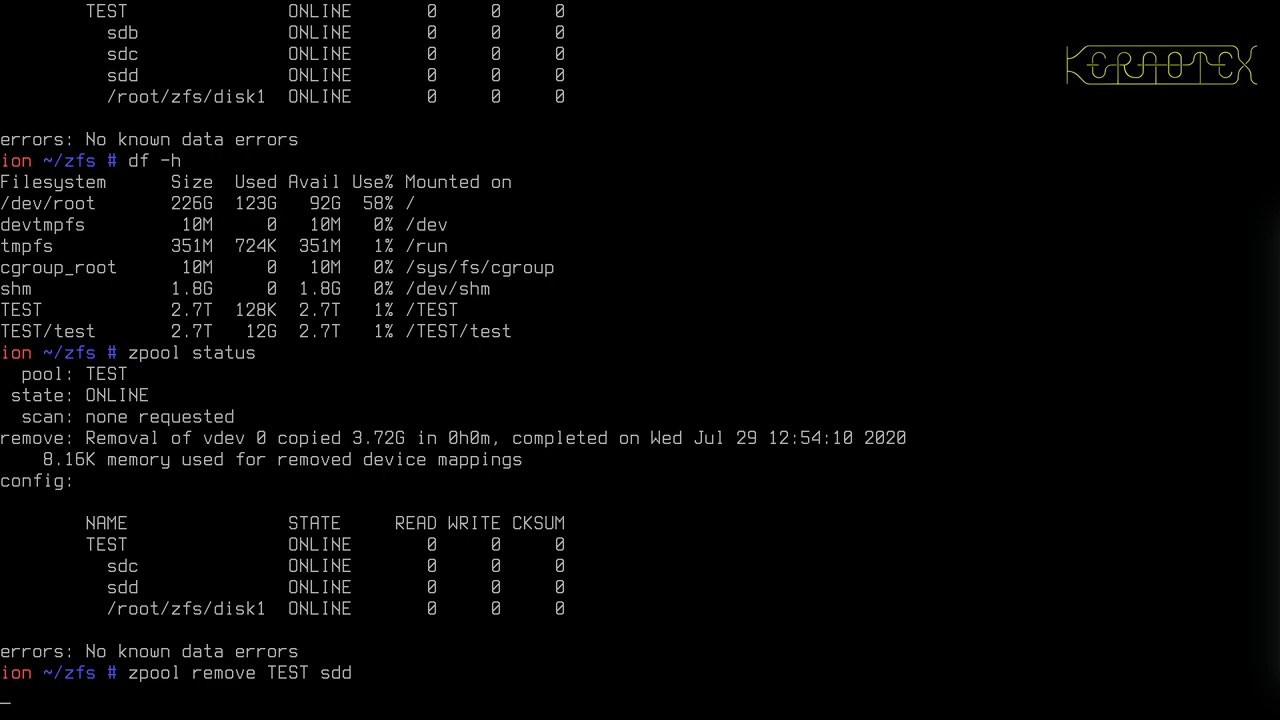 TEST ONLINE 0 0 0
sdb ONLINE 0 0 0
sdc ONLINE 0 0 0
sdd ONLINE 0 0 0
/root/zfs/disk1 ONLINE 0 0 0
KERNOTEX
errors: No known data errors
ion ~/zfs # df -h
Filesystem Size Used Avail Use% Mounted on
/dev/root 226G 123G 92G 58% /
devtmpfs 10M 0 10M 0% /dev
tmpfs 351M 724K 351M 1% /run
cgroup_root 10M 0 10M 0% /sys/fs/cgroup
shm 1.8G 0 1.8G 0% /dev/shm
TEST 2.7T 128K 2.7T 1% /TEST
TEST/test 2.7T 12G 2.7T 1% /TEST/test
ion ~/zfs # zpool status
pool: TEST
state: ONLINE
scan: none requested
remove: Removal of vdev 0 copied 3.72G in 0h0m, completed on Wed Jul 29 12:54:10 2020
8.16K memory used for removed device mappings
config:
NAME STATE READ WRITE CKSUM
TEST ONLINE 0 0 0
sdc ONLINE 0 0 0
sdd ONLINE 0 0 0
/root/zfs/disk1 ONLINE 0 0 0
errors: No known data errors
ion ~/zfs # zpool remove TEST sdd
_